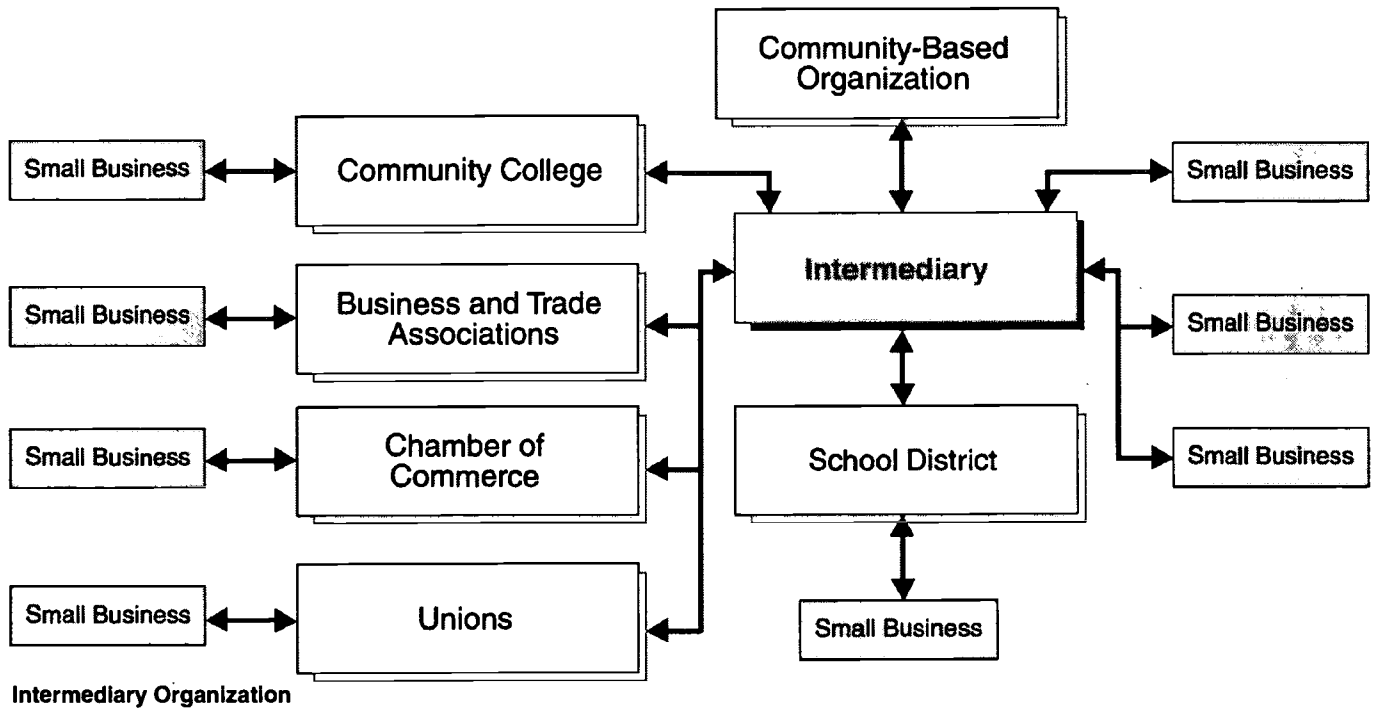 Community-Based
Organization
Small Business
Community College
Small Business
Intermediary
Small Business
Business and Trade
Associations
Small Business
Small Business
Chamber of
Commerce
School District
Small Business
Small Business
Unions
Small Business
Intermediary Organization